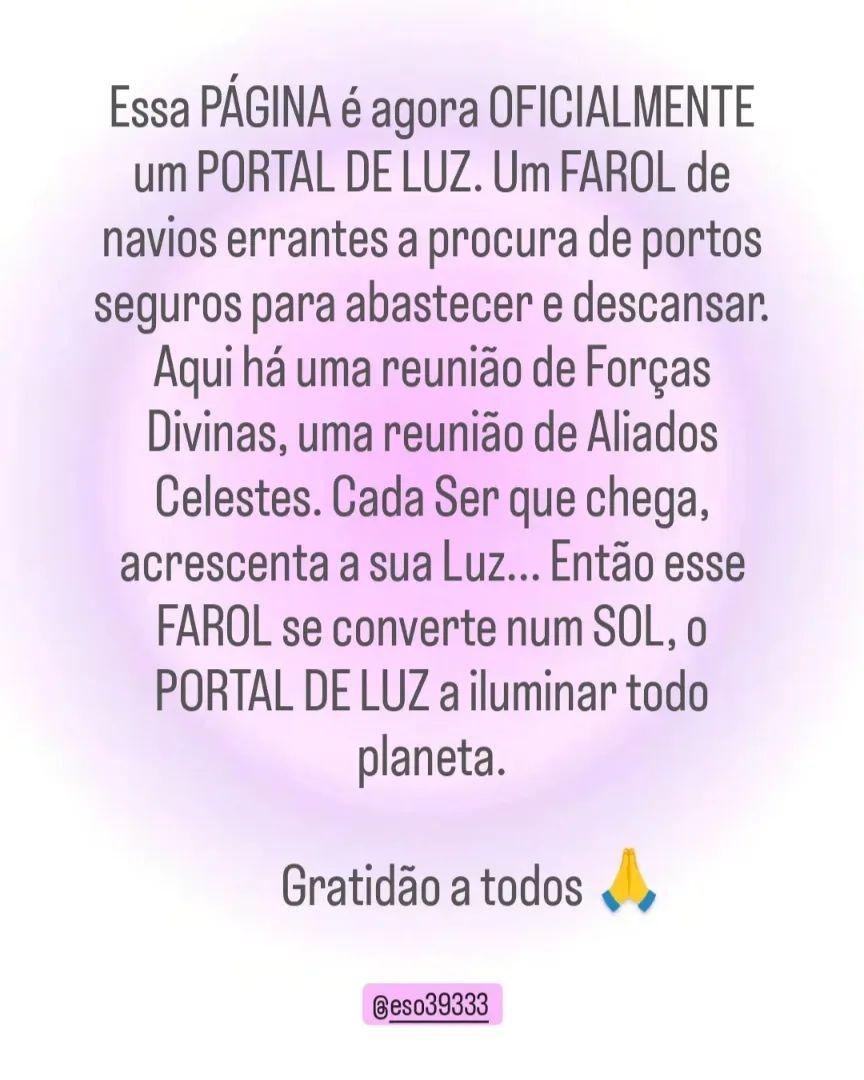 Essa PÁGINA é agora OFICIALMENTE
um PORTAL DE LUZ. Um FAROL de
navios errantes a procura de portos
seguros para abastecer e descansar.
Aqui há uma reunião de Forças
Divinas, uma reunião de Aliados
Celestes. Cada Ser que chega,
acrescenta a sua Luz... Então esse
FAROL se converte num SOL, o
PORTAL DE LUZ a iluminar todo
planeta.
Gratidão a todos 🙏
@eso39333